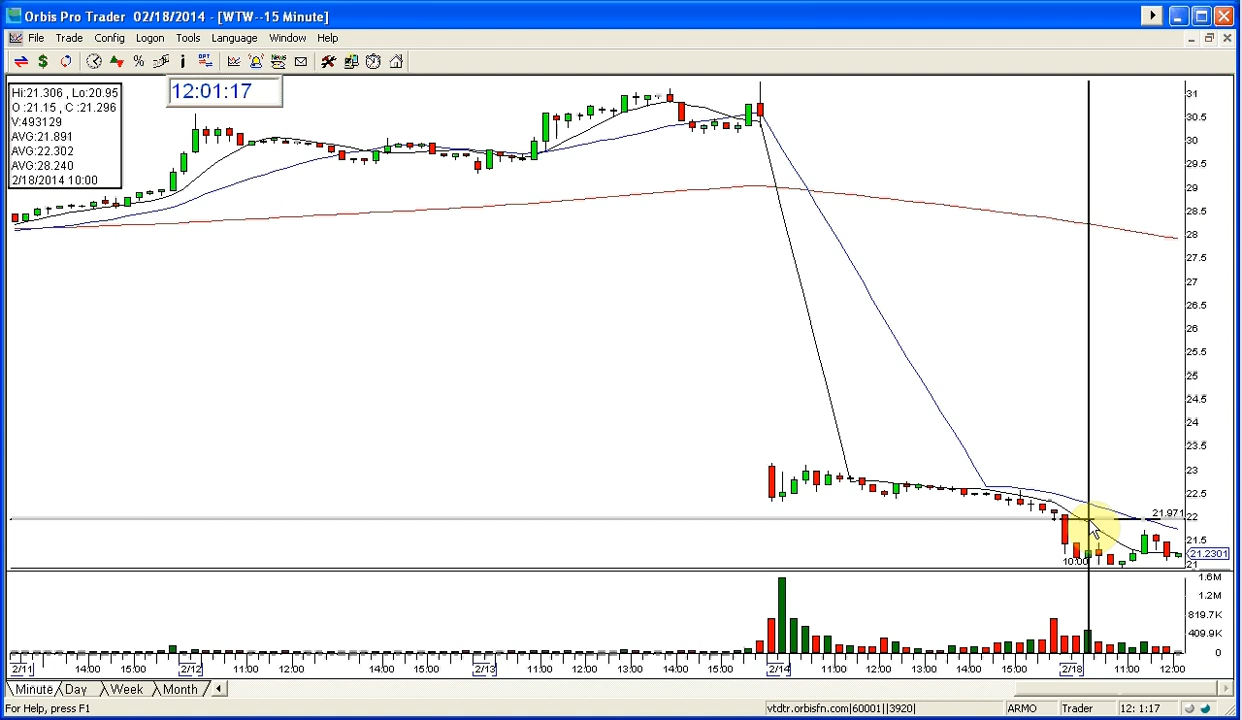 Orbis Pro Trader 02/18/2014 - [WTW--15 Minute]
File Trade Config Logon Tools Language Window Help
12:01:17
Hi:21.306 , Lo:20.95
O :21.15 , C :21.296
V:493129
AVG:21.891
AVG:22.302
AVG:28.240
2/18/2014 10:00
31
30.5
30
29.5
29
28.5
28
27.5
27
26.5
26
25.5
25
24.5
24
23.5
23
22.5
21.971
22
21.5
21.2301
10:00
21
1.6M
1.2M
819.7K
409.9K
0
2/11 14:00 15:00 2/12 11:00 12:00 14:00 15:00 2/13 11:00 12:00 14:00 15:00 2/14 11:00 12:00 14:00 15:00 2/18 11:00 12:00
Minute Day Week Month
For Help, press F1 vtdtr.orbisfn.com|60001||3920| ARMO Trader 12: 1:17